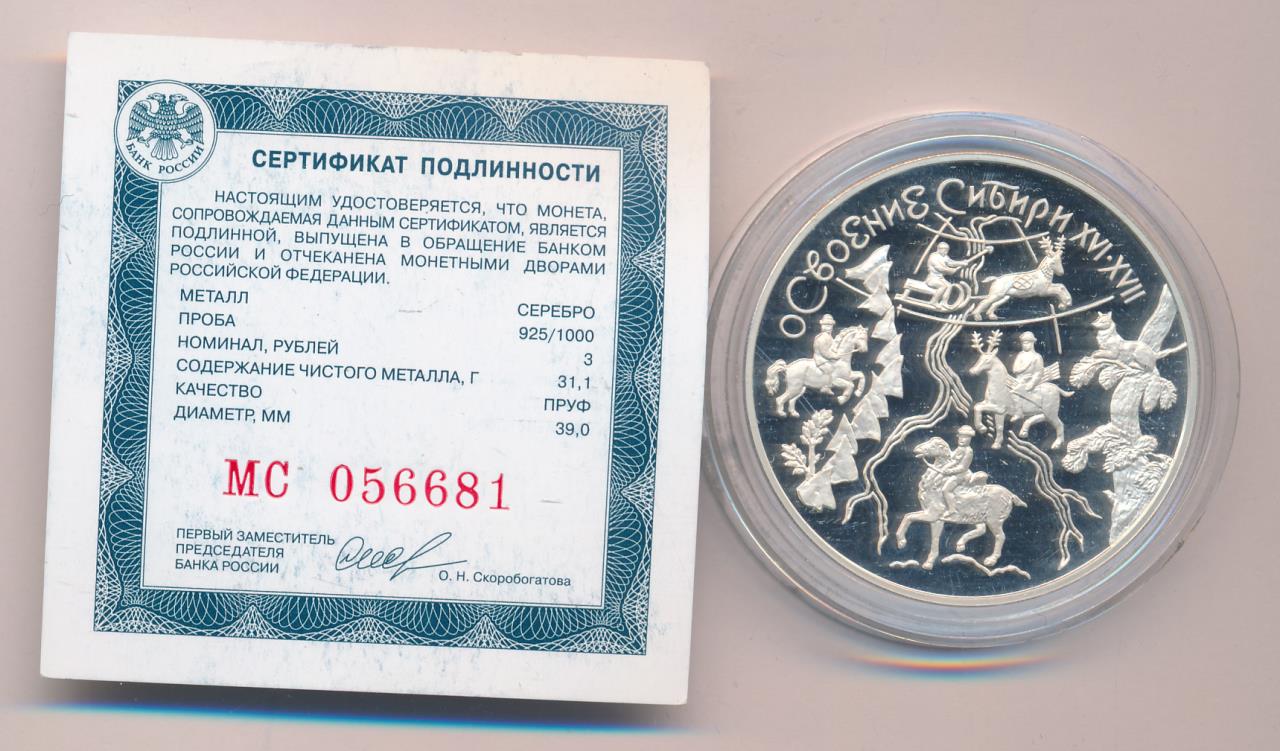 БАНК РОССИИ
СЕРТИФИКАТ ПОДЛИННОСТИ
НАСТОЯЩИМ УДОСТОВЕРЯЕТСЯ, ЧТО МОНЕТА,
СОПРОВОЖДАЕМАЯ ДАННЫМ СЕРТИФИКАТОМ, ЯВЛЯЕТСЯ
ПОДЛИННОЙ, ВЫПУЩЕНА В ОБРАЩЕНИЕ БАНКОМ
РОССИИ И ОТЧЕКАНЕНА МОНЕТНЫМИ ДВОРАМИ
РОССИЙСКОЙ ФЕДЕРАЦИИ.
МЕТАЛЛ СЕРЕБРО
ПРОБА 925/1000
НОМИНАЛ, РУБЛЕЙ 3
СОДЕРЖАНИЕ ЧИСТОГО МЕТАЛЛА, Г 31,1
КАЧЕСТВО ПРУФ
ДИАМЕТР, ММ 39,0
МС 056681
ПЕРВЫЙ ЗАМЕСТИТЕЛЬ
ПРЕДСЕДАТЕЛЯ
БАНКА РОССИИ
О. Н. Скоробогатова
ОСВОЕНИЕ СИБИРИ XVI·XVII